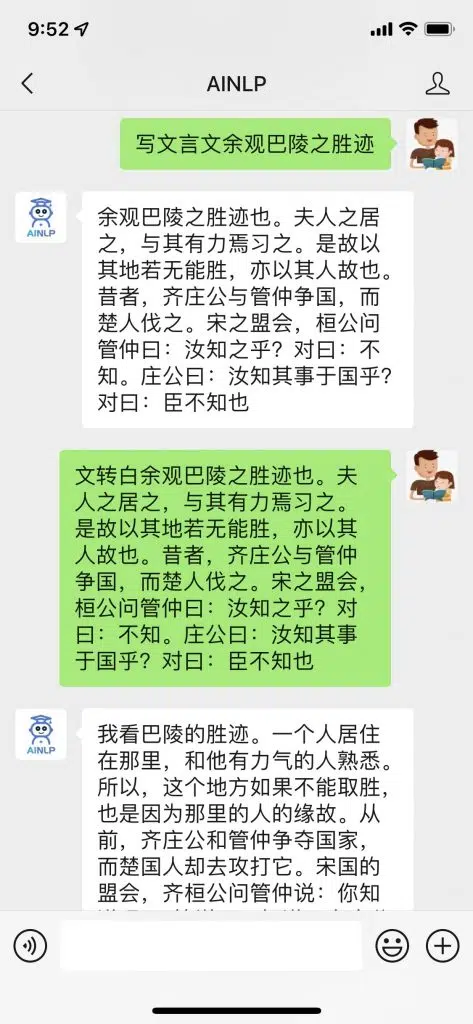 9:52
AINLP
写文言文余观巴陵之胜迹
AINLP
余观巴陵之胜迹也。夫人之居
之，与其有力焉习之。是故以
其地若无能胜，亦以其人故也。
昔者，齐庄公与管仲争国，而
楚人伐之。宋之盟会，桓公问
管仲曰：汝知之乎？对曰：不
知。庄公曰：汝知其事于国乎？
对曰：臣不知也
文转白余观巴陵之胜迹也。夫
人之居之，与其有力焉习之。
是故以其地若无能胜，亦以其
人故也。昔者，齐庄公与管仲
争国，而楚人伐之。宋之盟会，
桓公问管仲曰：汝知之乎？对
曰：不知。庄公曰：汝知其事
于国乎？对曰：臣不知也
AINLP
我看巴陵的胜迹。一个人居住
在那里，和他有力气的人熟悉。
所以，这个地方如果不能取胜，
也是因为那里的人的缘故。从
前，齐庄公和管仲争夺国家，
而楚国人却去攻打它。宋国的
盟会，齐桓公问管仲说：你知